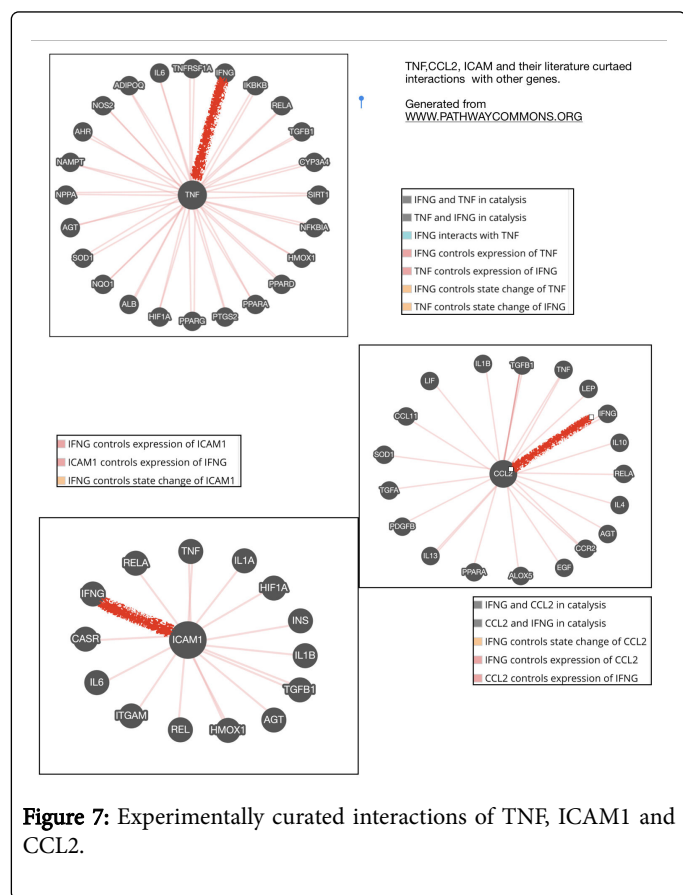 TNF,CCL2, ICAM and their literature curtaed
interactions with other genes.
Generated from
WWW.PATHWAYCOMMONS.ORG
TNFRSF1A
IFNG
IKBKB
RELA
TGFB1
CYP3A4
SIRT1
NFKBIA
HMOX1
PPARD
PPARA
PTGS2
PPARG
HIF1A
ALB
NQO1
SOD1
AGT
NPPA
NAMPT
AHR
NOS2
ADIPOQ
IL6
TNF
IFNG and TNF in catalysis
TNF and IFNG in catalysis
IFNG interacts with TNF
IFNG controls expression of TNF
TNF controls expression of IFNG
IFNG controls state change of TNF
TNF controls state change of IFNG
IL1B
TGFB1
TNF
LEP
IFNG
IL10
RELA
IL4
AGT
CCR2
EGF
ALOX5
PPARA
IL13
PDGFB
TGFA
SOD1
CCL11
LIF
CCL2
IFNG controls expression of ICAM1
ICAM1 controls expression of IFNG
IFNG controls state change of ICAM1
TNF
IL1A
HIF1A
INS
IL1B
TGFB1
AGT
HMOX1
REL
ITGAM
IL6
CASR
IFNG
RELA
ICAM1
IFNG and CCL2 in catalysis
CCL2 and IFNG in catalysis
IFNG controls state change of CCL2
IFNG controls expression of CCL2
CCL2 controls expression of IFNG
Figure 7: Experimentally curated interactions of TNF, ICAM1 and
CCL2.